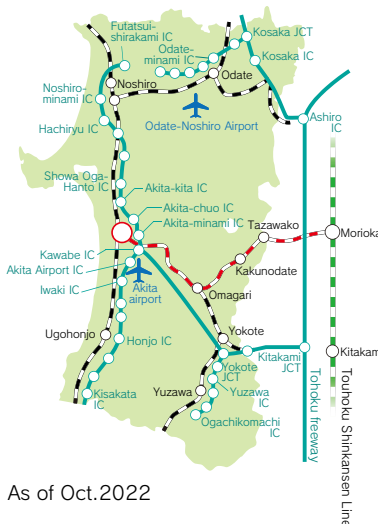 Futatsui-
shirakami IC
Kosaka JCT
Odate-
minami IC
Kosaka IC
Odate
Noshiro
Noshiro-
minami IC
Odate-Noshiro Airport
Ashiro
IC
Hachiryu IC
Showa Oga-
Hanto IC
Akita-kita IC
Akita-chuo IC
Akita-minami IC
Tazawako
Morioka
Kawabe IC
Akita Airport IC
Kakunodate
Iwaki IC
Akita
airport
Omagari
Ugohonjo
Honjo IC
Yokote
Kitakami
JCT
Kitakam
Yokote
JCT
Kisakata
IC
Yuzawa
Yuzawa
IC
Ogachikomachi
IC
Tohoku freeway
Touhoku Shinkansen Line
As of Oct.2022